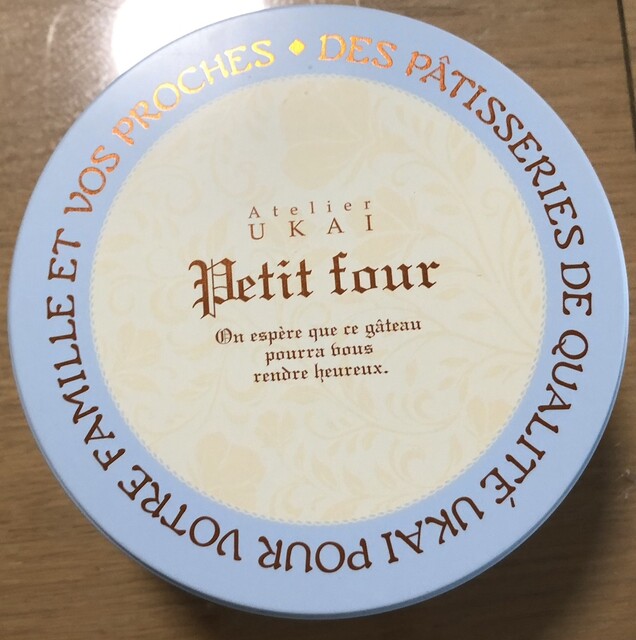 DES PÂTISSERIES DE QUALITÉ UKAI POUR VOTRE FAMILLE ET VOS PROCHES
Atelier
UKAI
Petit four
On espère que ce gâteau
pourra vous
rendre heureux.